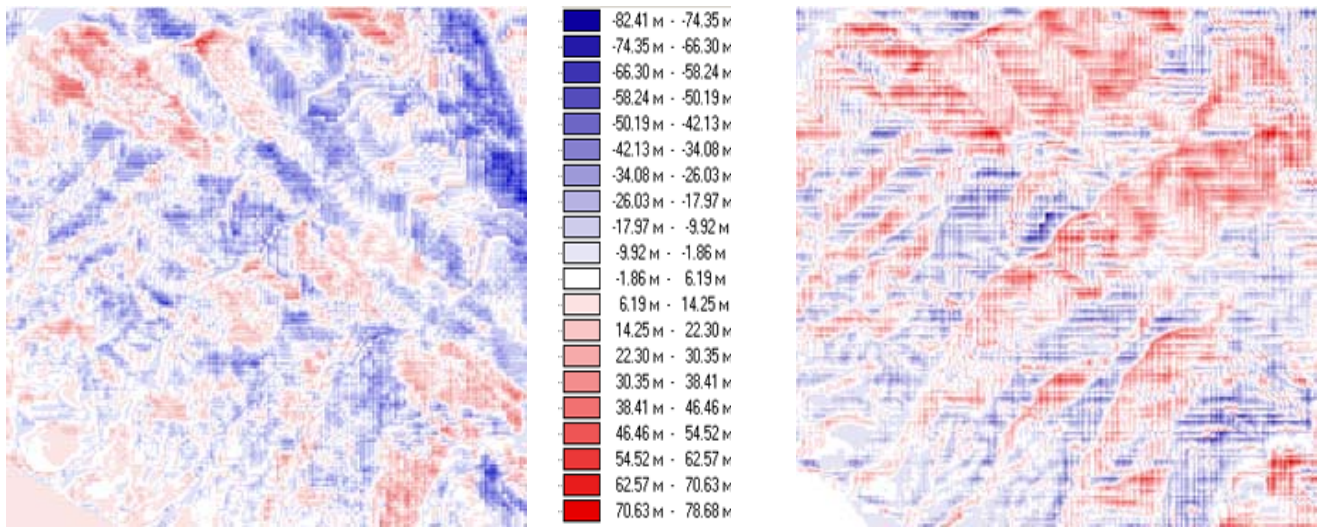 -82.41 м - -74.35 м
-74.35 м - -66.30 м
-66.30 м - -58.24 м
-58.24 м - -50.19 м
-50.19 м - -42.13 м
-42.13 м - -34.08 м
-34.08 м - -26.03 м
-26.03 м - -17.97 м
-17.97 м - -9.92 м
-9.92 м - -1.86 м
-1.86 м - 6.19 м
6.19 м - 14.25 м
14.25 м - 22.30 м
22.30 м - 30.35 м
30.35 м - 38.41 м
38.41 м - 46.46 м
46.46 м - 54.52 м
54.52 м - 62.57 м
62.57 м - 70.63 м
70.63 м - 78.68 м